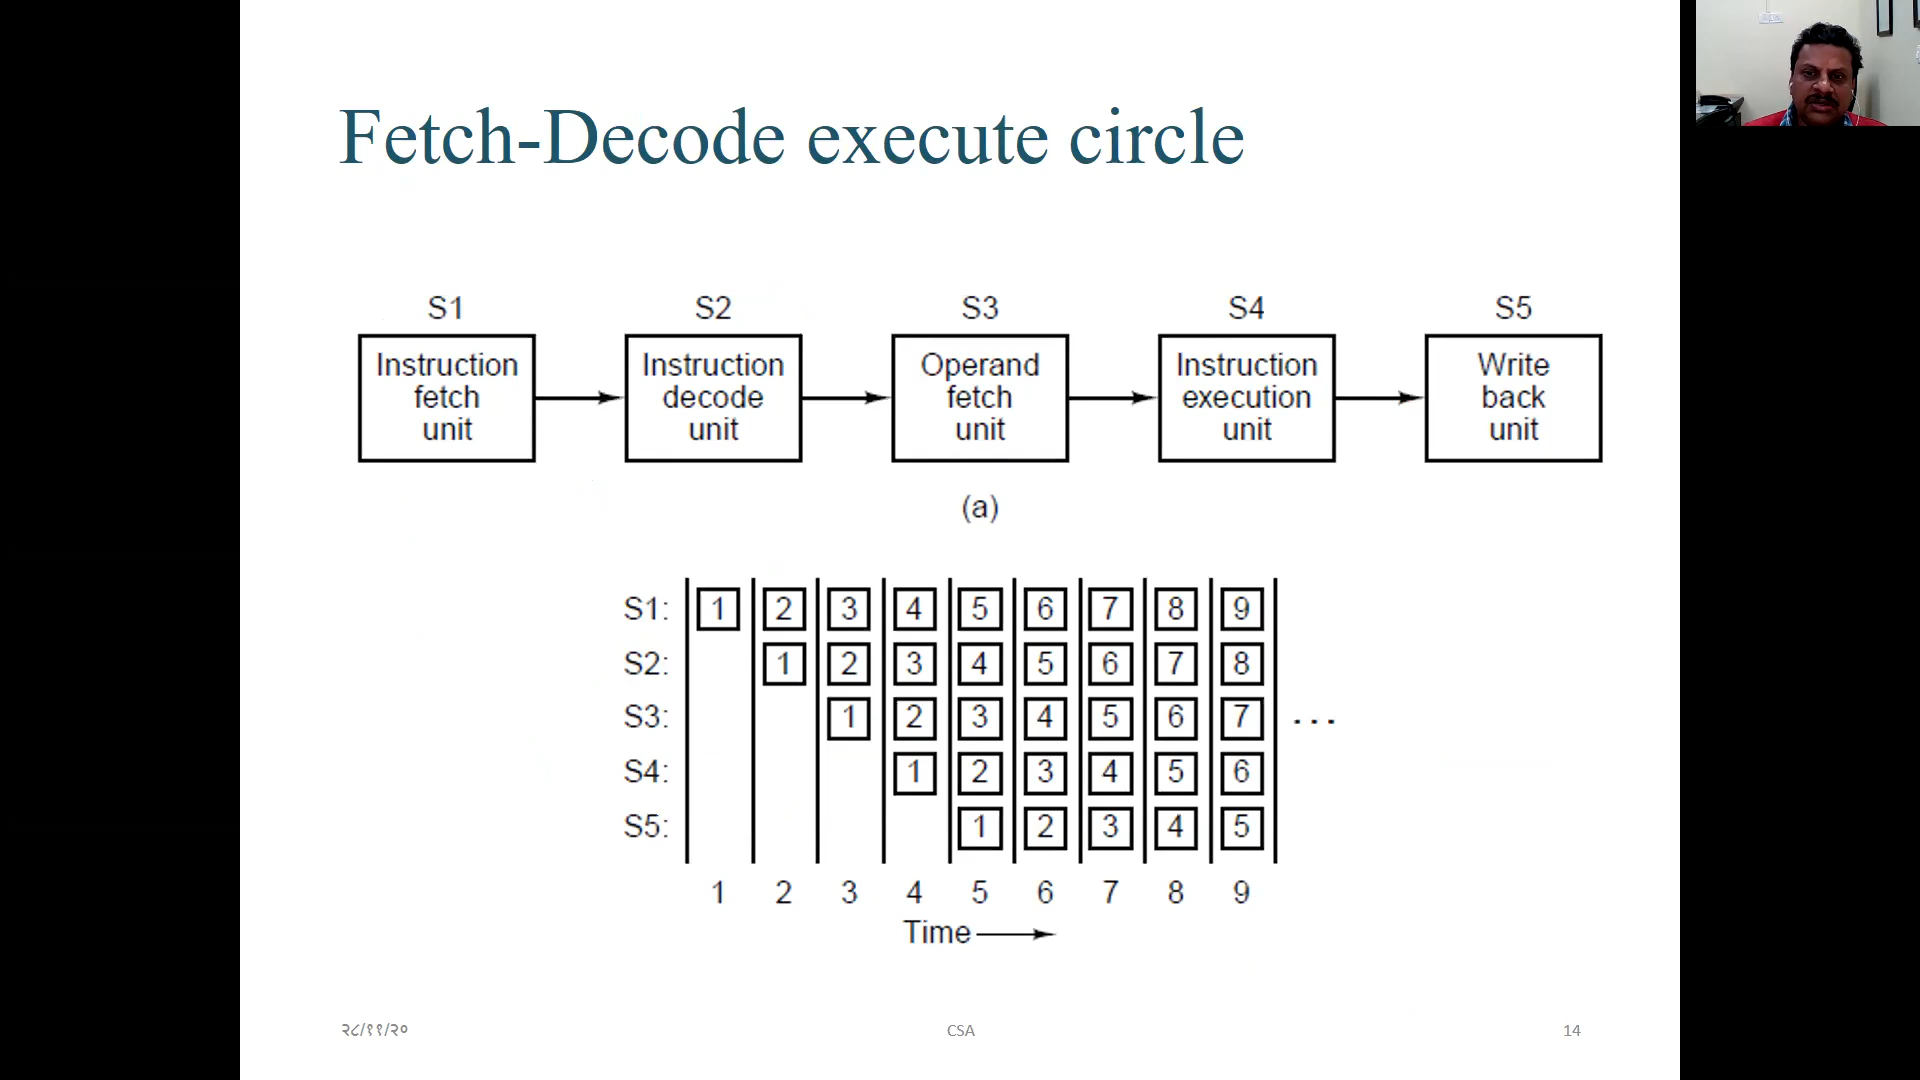 Fetch-Decode execute circle
S1 S2 S3 S4 S5
Instruction fetch unit
Instruction decode unit
Operand fetch unit
Instruction execution unit
Write back unit
(a)
S1: 1 2 3 4 5 6 7 8 9
S2: 1 2 3 4 5 6 7 8
S3: 1 2 3 4 5 6 7 ...
S4: 1 2 3 4 5 6
S5: 1 2 3 4 5
1 2 3 4 5 6 7 8 9
Time
२८/११/२०
CSA
14